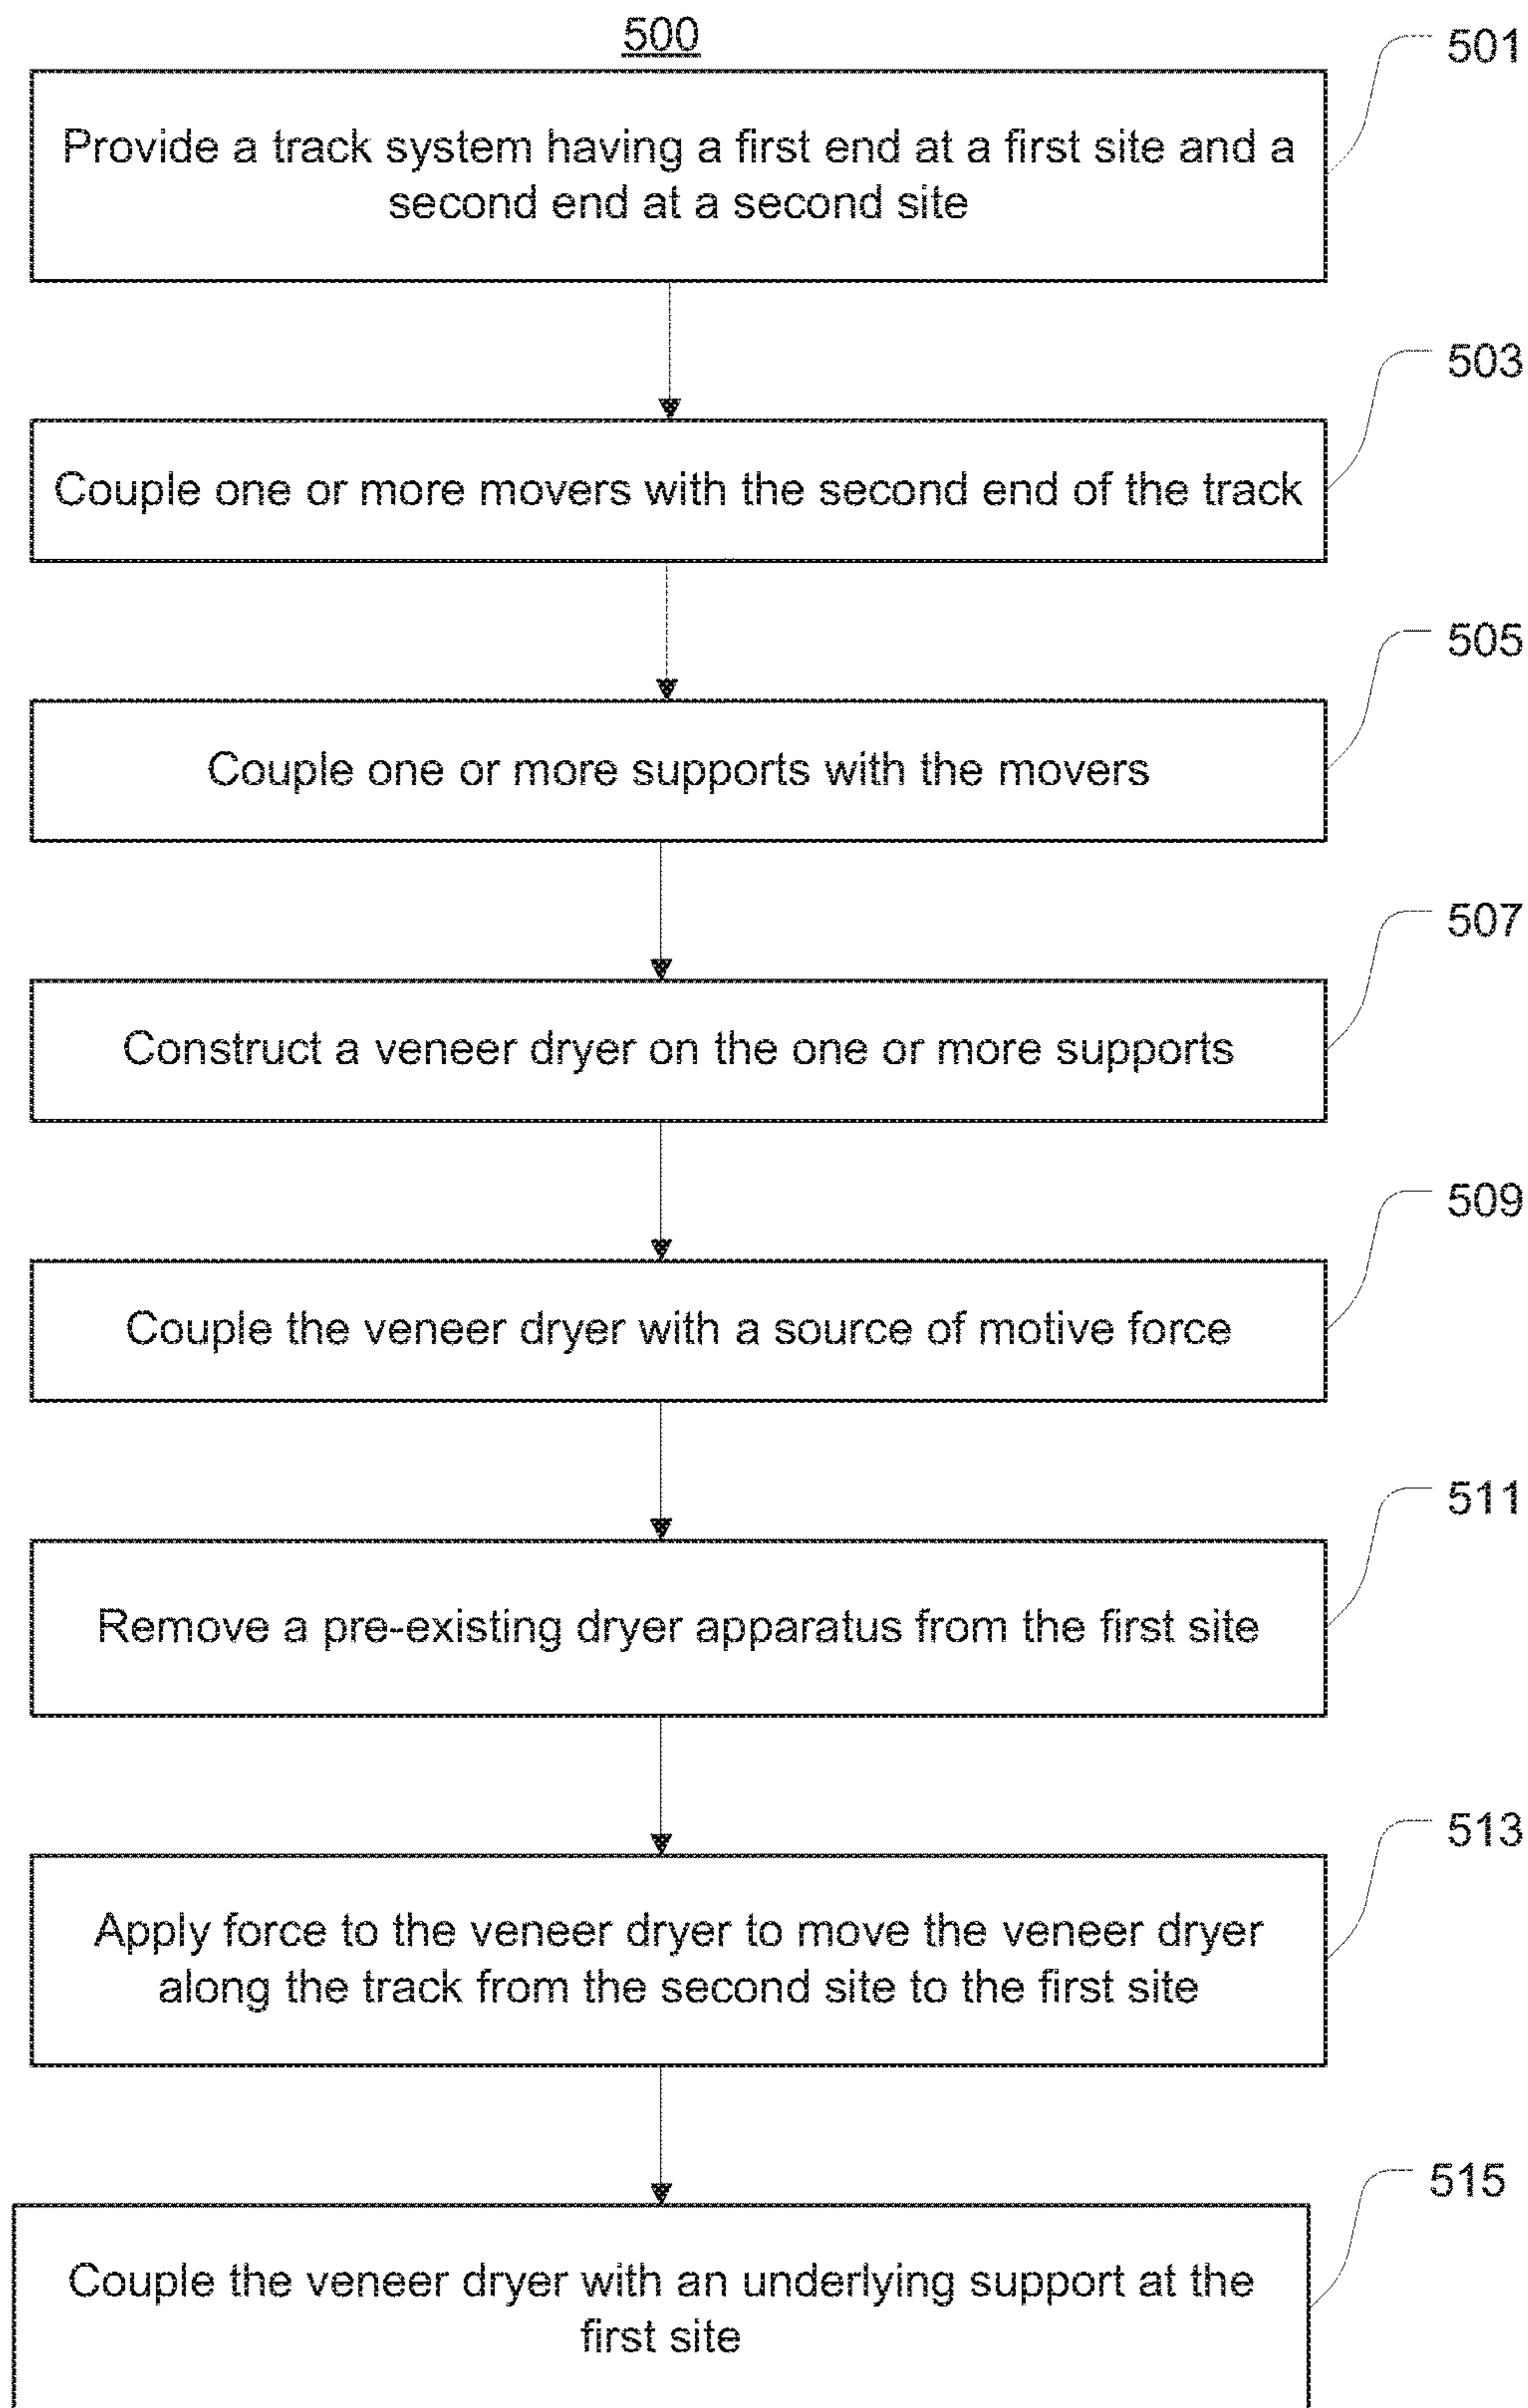 500
501
Provide a track system having a first end at a first site and a
second end at a second site
503
Couple one or more movers with the second end of the track
505
Couple one or more supports with the movers
507
Construct a veneer dryer on the one or more supports
509
Couple the veneer dryer with a source of motive force
511
Remove a pre-existing dryer apparatus from the first site
513
Apply force to the veneer dryer to move the veneer dryer
along the track from the second site to the first site
515
Couple the veneer dryer with an underlying support at the
first site